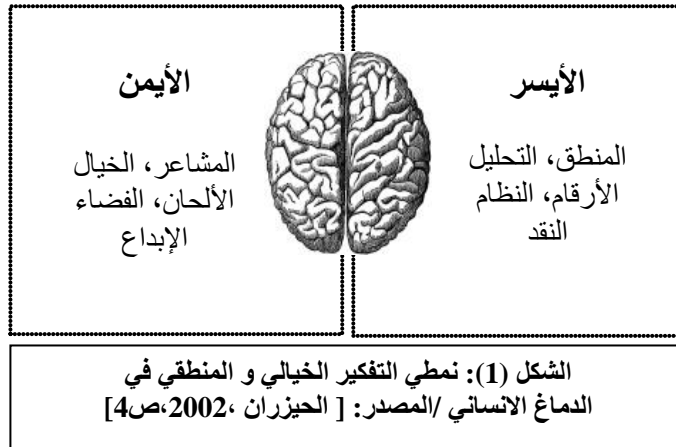 الأيسر
المنطق، التحليل
الأرقام، النظام
النقد
الأيمن
المشاعر، الخيال
الألحان، الفضاء
الإبداع
الشكل (1): نمطي التفكير الخيالي و المنطقي في
الدماغ الانساني /المصدر: [ الحيزران ،2002،ص4]